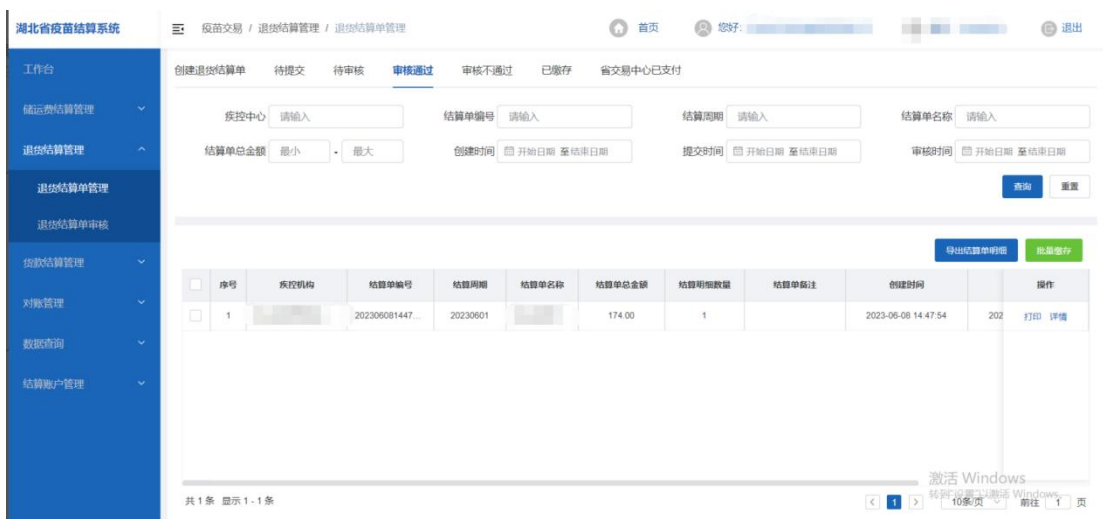 湖北省疫苗结算系统
疫苗交易 / 退货结算管理 / 退货结算单管理 首页 您好: 退出
工作台
储运费结算管理
退货结算管理
退货结算单管理
退货结算单审核
货款结算管理
对账管理
数据查询
结算账户管理
创建退货结算单 待提交 待审核 审核通过 审核不通过 已缴存 省交易中心已支付
疾控中心 请输入 结算单编号 请输入 结算周期 请输入 结算单名称 请输入
结算单总金额 最小 - 最大 创建时间 开始日期 至 结束日期 提交时间 开始日期 至 结束日期 审核时间 开始日期 至 结束日期
查询 重置
导出结算单明细 批量缴存
序号 疾控机构 结算单编号 结算周期 结算单名称 结算单总金额 结算明细数量 结算单备注 创建时间 操作
1 202306081447... 20230601 174.00 1 2023-06-08 14:47:54 202 打印 详情
激活 Windows
转到"设置"以激活 Windows。
共 1 条 显示 1 - 1 条 < 1 > 10条/页 前往 1 页